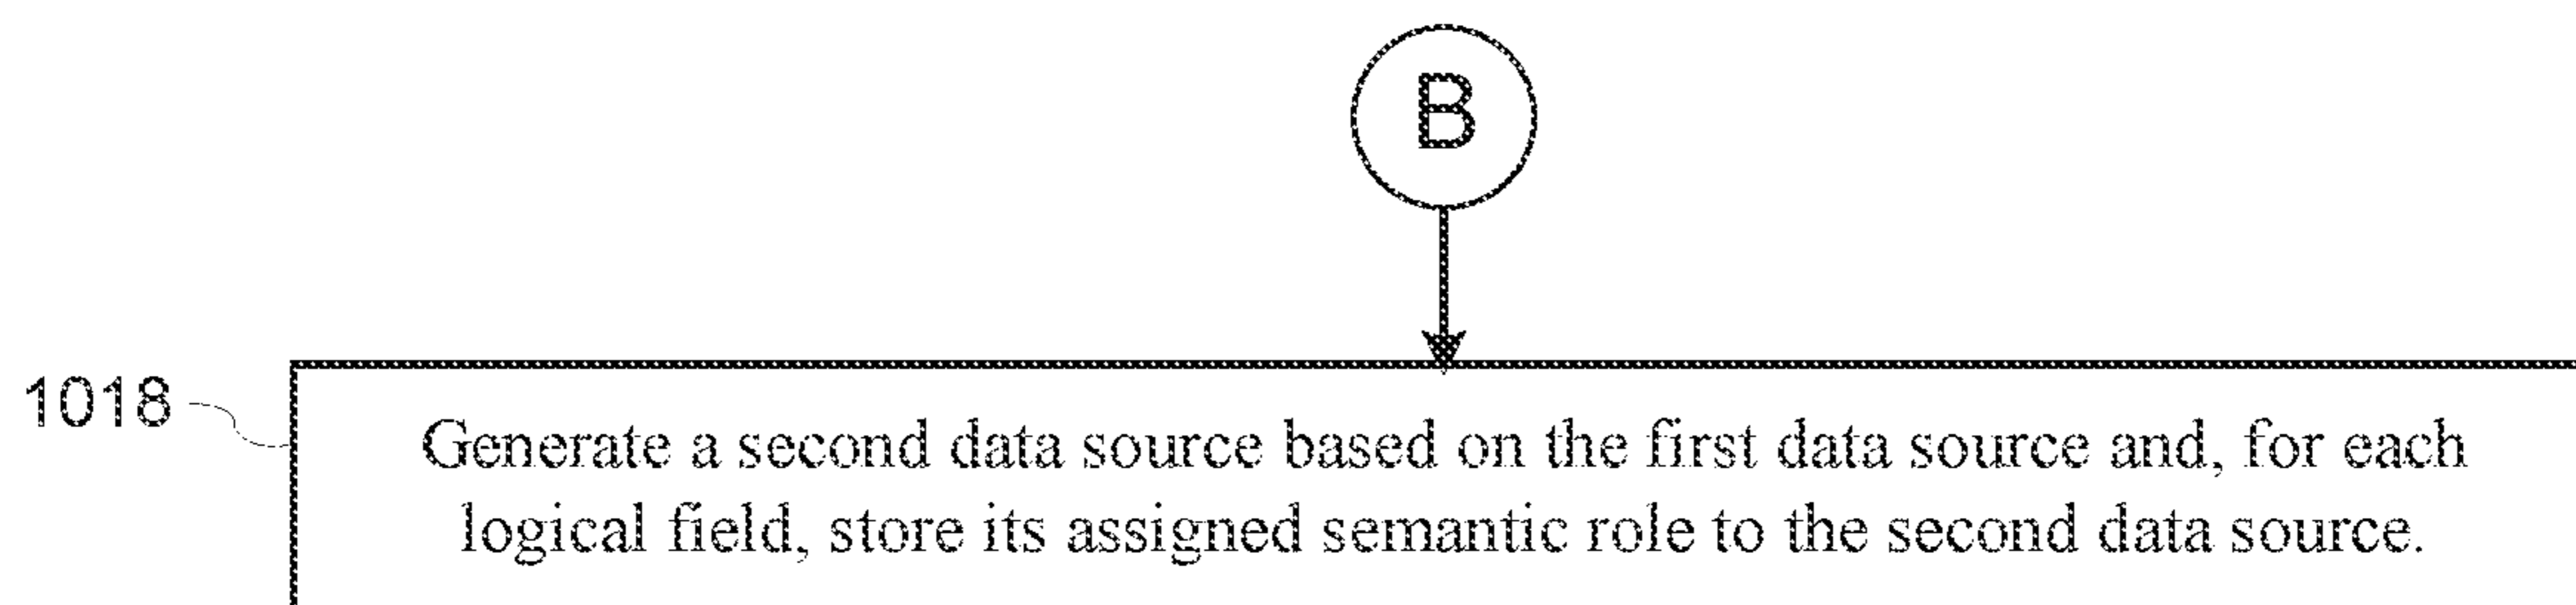 B
1018
Generate a second data source based on the first data source and, for each
logical field, store its assigned semantic role to the second data source.